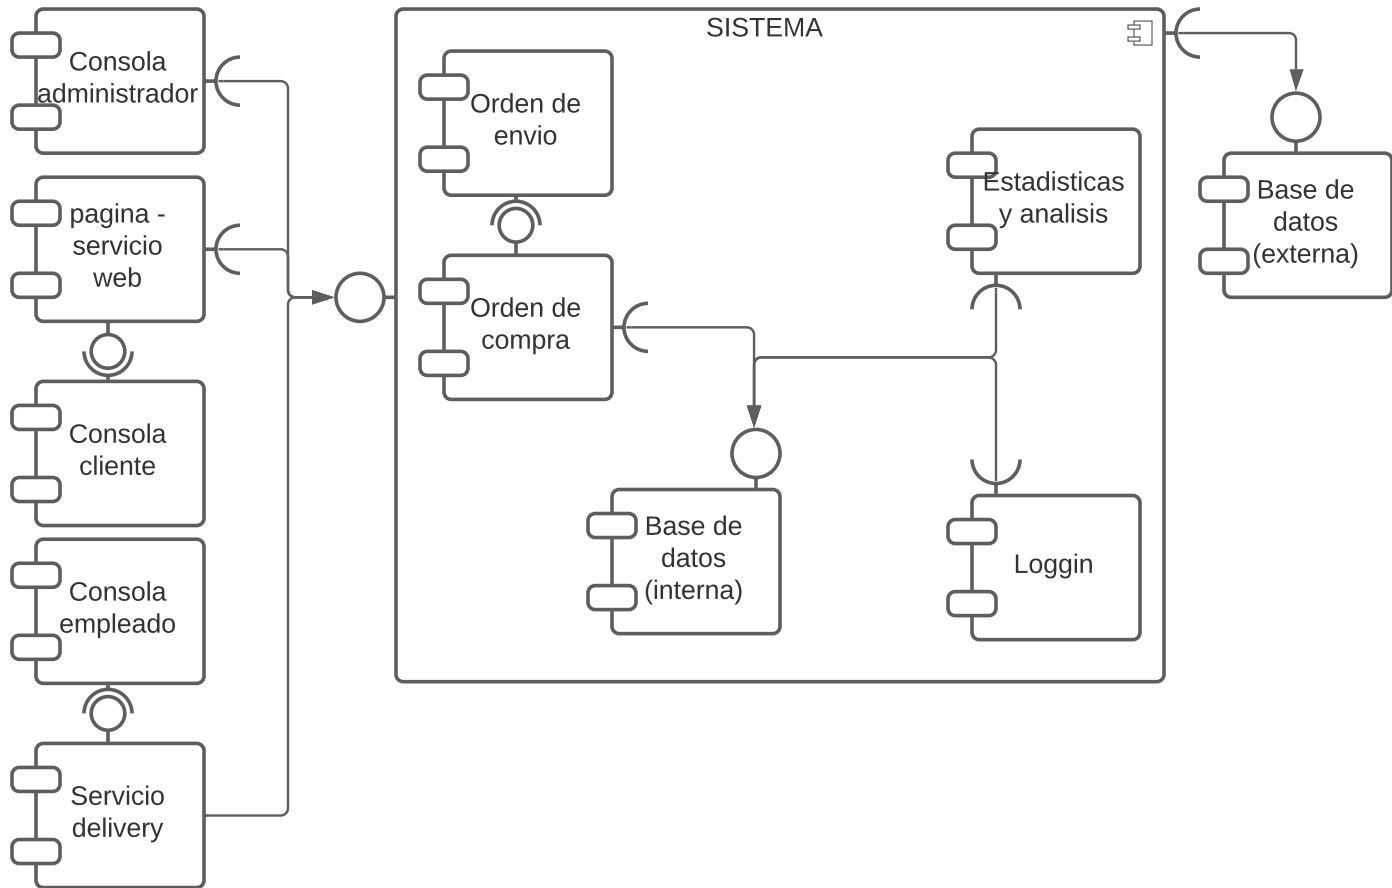 SISTEMA
Consola
administrador
pagina -
servicio
web
Consola
cliente
Consola
empleado
Servicio
delivery
Orden de
envio
Orden de
compra
Base de
datos
(interna)
Estadisticas
y analisis
Loggin
Base de
datos
(externa)